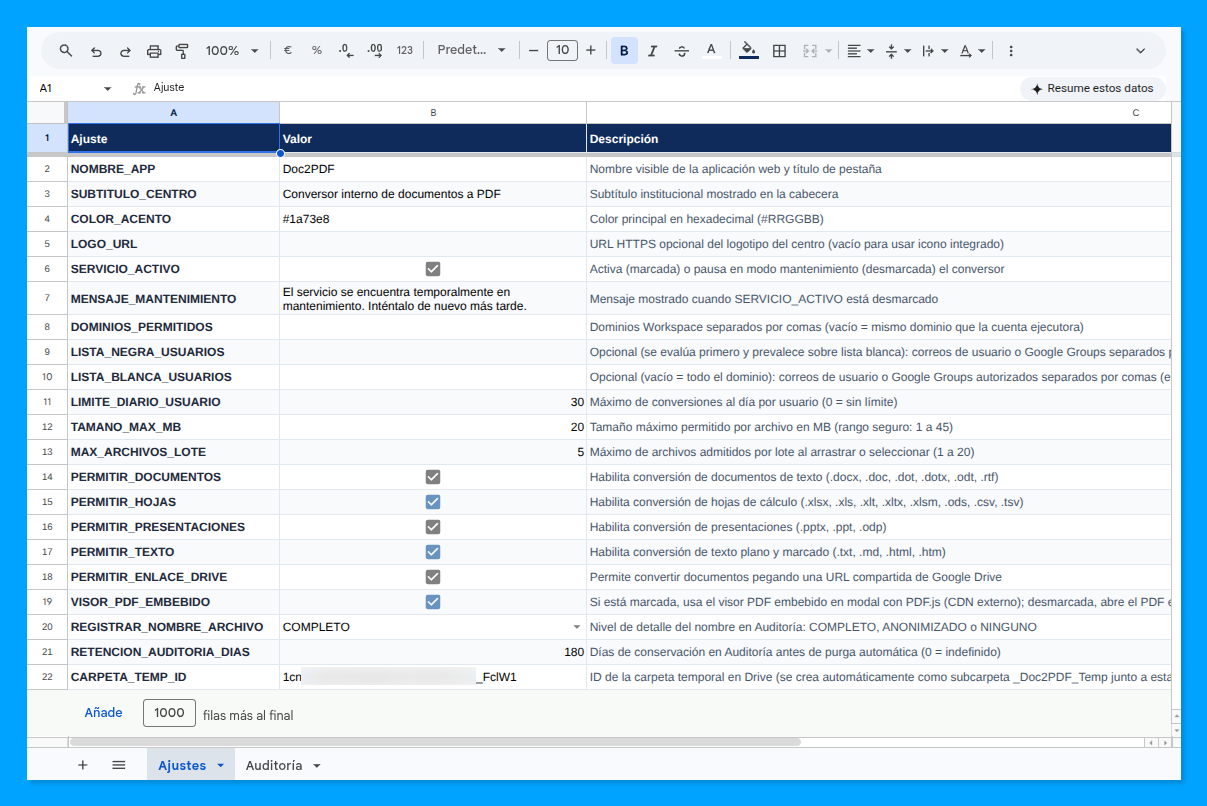 100% € % .0 .00 123 Predet... − 10 + B I A A
A1 fx Ajuste Resume estos datos
A B C
1 Ajuste Valor Descripción
2 NOMBRE_APP Doc2PDF Nombre visible de la aplicación web y título de pestaña
3 SUBTITULO_CENTRO Conversor interno de documentos a PDF Subtítulo institucional mostrado en la cabecera
4 COLOR_ACENTO #1a73e8 Color principal en hexadecimal (#RRGGBB)
5 LOGO_URL URL HTTPS opcional del logotipo del centro (vacío para usar icono integrado)
6 SERVICIO_ACTIVO Activa (marcada) o pausa en modo mantenimiento (desmarcada) el conversor
7 MENSAJE_MANTENIMIENTO El servicio se encuentra temporalmente en
mantenimiento. Inténtalo de nuevo más tarde. Mensaje mostrado cuando SERVICIO_ACTIVO está desmarcado
8 DOMINIOS_PERMITIDOS Dominios Workspace separados por comas (vacío = mismo dominio que la cuenta ejecutora)
9 LISTA_NEGRA_USUARIOS Opcional (se evalúa primero y prevalece sobre lista blanca): correos de usuario o Google Groups separados
10 LISTA_BLANCA_USUARIOS Opcional (vacío = todo el dominio): correos de usuario o Google Groups autorizados separados por comas (e
11 LIMITE_DIARIO_USUARIO 30 Máximo de conversiones al día por usuario (0 = sin límite)
12 TAMANO_MAX_MB 20 Tamaño máximo permitido por archivo en MB (rango seguro: 1 a 45)
13 MAX_ARCHIVOS_LOTE 5 Máximo de archivos admitidos por lote al arrastrar o seleccionar (1 a 20)
14 PERMITIR_DOCUMENTOS Habilita conversión de documentos de texto (.docx, .doc, .dot, .dotx, .odt, .rtf)
15 PERMITIR_HOJAS Habilita conversión de hojas de cálculo (.xlsx, .xls, .xlt, .xltx, .xlsm, .ods, .csv, .tsv)
16 PERMITIR_PRESENTACIONES Habilita conversión de presentaciones (.pptx, .ppt, .odp)
17 PERMITIR_TEXTO Habilita conversión de texto plano y marcado (.txt, .md, .html, .htm)
18 PERMITIR_ENLACE_DRIVE Permite convertir documentos pegando una URL compartida de Google Drive
19 VISOR_PDF_EMBEBIDO Si está marcada, usa el visor PDF embebido en modal con PDF.js (CDN externo); desmarcada, abre el PDF e
20 REGISTRAR_NOMBRE_ARCHIVO COMPLETO Nivel de detalle del nombre en Auditoría: COMPLETO, ANONIMIZADO o NINGUNO
21 RETENCION_AUDITORIA_DIAS 180 Días de conservación en Auditoría antes de purga automática (0 = indefinido)
22 CARPETA_TEMP_ID 1cn _FclW1 ID de la carpeta temporal en Drive (se crea automáticamente como subcarpeta _Doc2PDF_Temp junto a esta
Añade 1000 filas más al final
Ajustes Auditoría